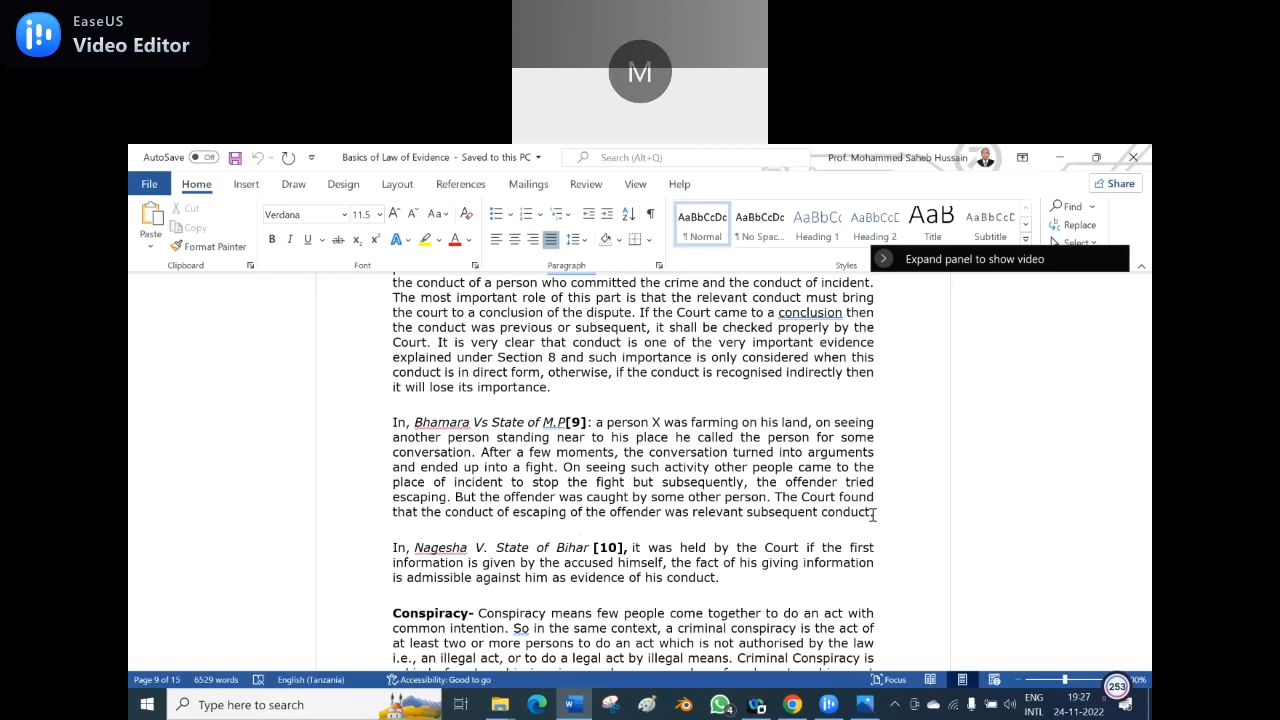 EaseUS
Video Editor
M
AutoSave Off Basics of Law of Evidence - Saved to this PC Search (Alt+Q) Prof. Mohammed Saheb Hussain
File Home Insert Draw Design Layout References Mailings Review View Help Share
Paste Cut Copy Format Painter
Verdana 11.5
AaBbCcDc AaBbCcDc AaBbC AaBbCcD AaB AaBbCcD
¶ Normal ¶ No Spac... Heading 1 Heading 2 Title Subtitle
Find Replace Select
Clipboard Font Paragraph Styles
Expand panel to show video
the conduct of a person who committed the crime and the conduct of incident.
The most important role of this part is that the relevant conduct must bring
the court to a conclusion of the dispute. If the Court came to a conclusion then
the conduct was previous or subsequent, it shall be checked properly by the
Court. It is very clear that conduct is one of the very important evidence
explained under Section 8 and such importance is only considered when this
conduct is in direct form, otherwise, if the conduct is recognised indirectly then
it will lose its importance.
In, Bhamara Vs State of M.P[9]: a person X was farming on his land, on seeing
another person standing near to his place he called the person for some
conversation. After a few moments, the conversation turned into arguments
and ended up into a fight. On seeing such activity other people came to the
place of incident to stop the fight but subsequently, the offender tried
escaping. But the offender was caught by some other person. The Court found
that the conduct of escaping of the offender was relevant subsequent conduct.
In, Nagesha V. State of Bihar [10], it was held by the Court if the first
information is given by the accused himself, the fact of his giving information
is admissible against him as evidence of his conduct.
Conspiracy- Conspiracy means few people come together to do an act with
common intention. So in the same context, a criminal conspiracy is the act of
at least two or more persons to do an act which is not authorised by the law
i.e., an illegal act, or to do a legal act by illegal means. Criminal Conspiracy is
Page 9 of 15 6529 words English (Tanzania) Accessibility: Good to go Focus
253
Type here to search
ENG 19:27
INTL 24-11-2022